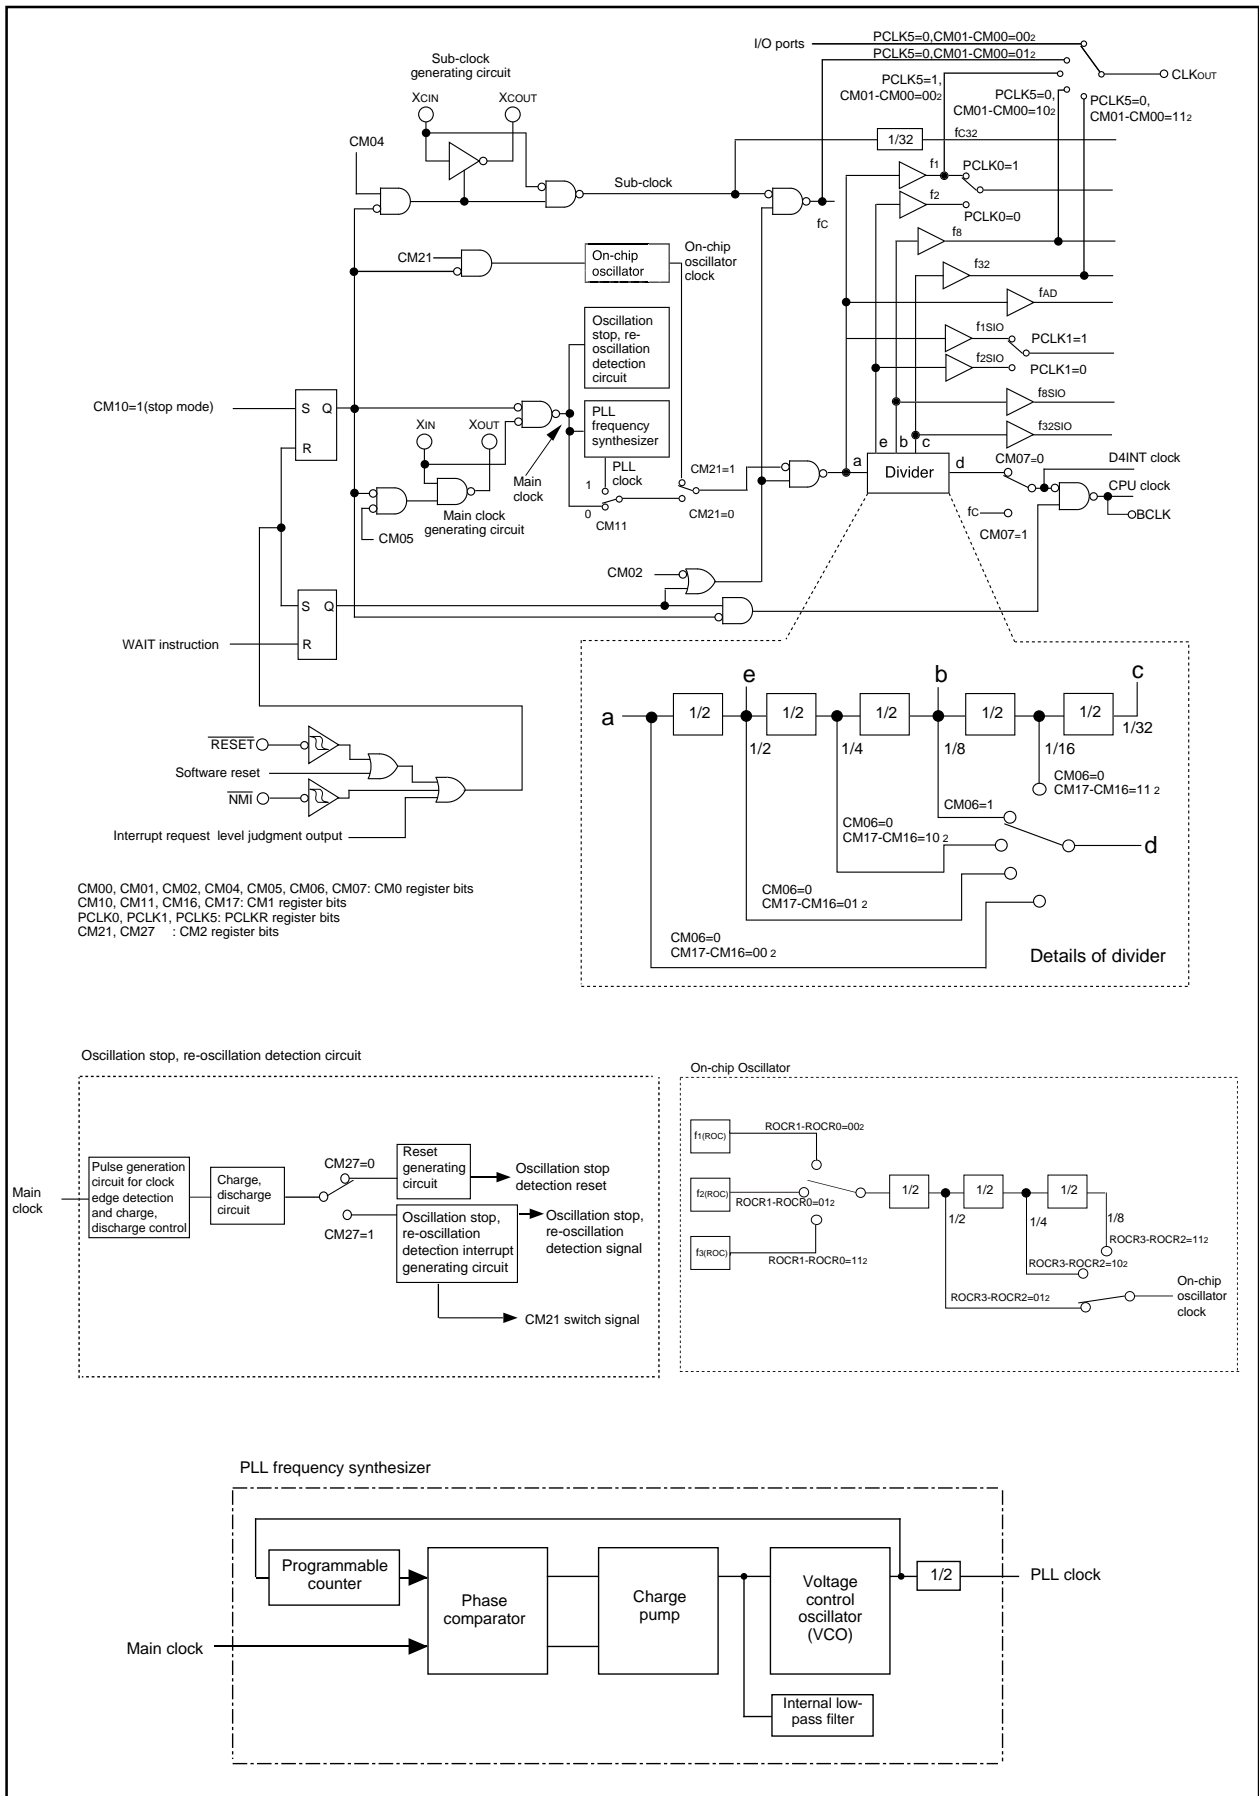 I/O ports
PCLK5=0,CM01-CM00=002
PCLK5=0,CM01-CM00=012
PCLK5=1,
CM01-CM00=002
PCLK5=0,
CM01-CM00=102
PCLK5=0,
CM01-CM00=112
CLKOUT
Sub-clock
generating circuit
XCIN
XCOUT
CM04
Sub-clock
1/32
fC32
f1
PCLK0=1
f2
PCLK0=0
fC
f8
CM21
On-chip
oscillator
On-chip
oscillator
clock
f32
fAD
Oscillation
stop, re-
oscillation
detection
circuit
f1SIO
PCLK1=1
f2SIO
PCLK1=0
CM10=1(stop mode)
S
Q
R
XIN
XOUT
PLL
frequency
synthesizer
f8SIO
f32SIO
e
b
c
Main
clock
PLL
clock
1
0
CM11
CM21=1
CM21=0
a
Divider
d
CM07=0
D4INT clock
CPU clock
BCLK
fC
CM07=1
Main clock
generating circuit
CM05
CM02
S
Q
R
WAIT instruction
RESET
Software reset
NMI
Interrupt request level judgment output
a
1/2
e
1/2
1/2
1/2
1/4
b
1/8
1/2
1/16
1/2
c
1/32
CM06=0
CM17-CM16=11 2
CM06=1
CM06=0
CM17-CM16=10 2
d
CM06=0
CM17-CM16=01 2
CM06=0
CM17-CM16=00 2
Details of divider
CM00, CM01, CM02, CM04, CM05, CM06, CM07: CM0 register bits
CM10, CM11, CM16, CM17: CM1 register bits
PCLK0, PCLK1, PCLK5: PCLKR register bits
CM21, CM27 : CM2 register bits
Oscillation stop, re-oscillation detection circuit
Main
clock
Pulse generation
circuit for clock
edge detection
and charge,
discharge control
Charge,
discharge
circuit
CM27=0
CM27=1
Reset
generating
circuit
Oscillation stop
detection reset
Oscillation stop,
re-oscillation
detection interrupt
generating circuit
Oscillation stop,
re-oscillation
detection signal
CM21 switch signal
On-chip Oscillator
f1(ROC)
ROCR1-ROCR0=002
f2(ROC)
ROCR1-ROCR0=012
f3(ROC)
ROCR1-ROCR0=112
1/2
1/2
1/2
1/2
1/4
1/8
ROCR3-ROCR2=112
ROCR3-ROCR2=102
ROCR3-ROCR2=012
On-chip
oscillator
clock
PLL frequency synthesizer
Programmable
counter
Main clock
Phase
comparator
Charge
pump
Voltage
control
oscillator
(VCO)
1/2
PLL clock
Internal low-
pass filter